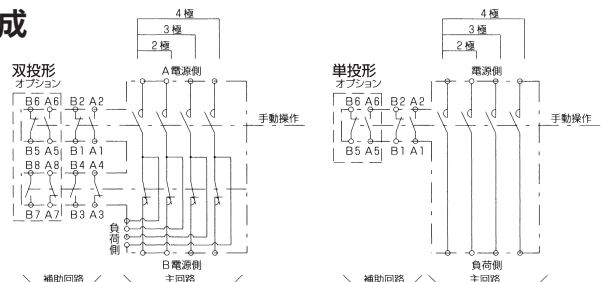 成
双投形
オプション
4極
3極
2極
A電源側
B6 A6 B2 A2
B5 A5 B1 A1
手動操作
B8 A8 B4 A4
B7 A7 B3 A3
負荷側
B電源側
補助回路 主回路
単投形
オプション
4極
3極
2極
電源側
B6 A6 B2 A2
手動操作
B5 A5 B1 A1
負荷側
補助回路 主回路